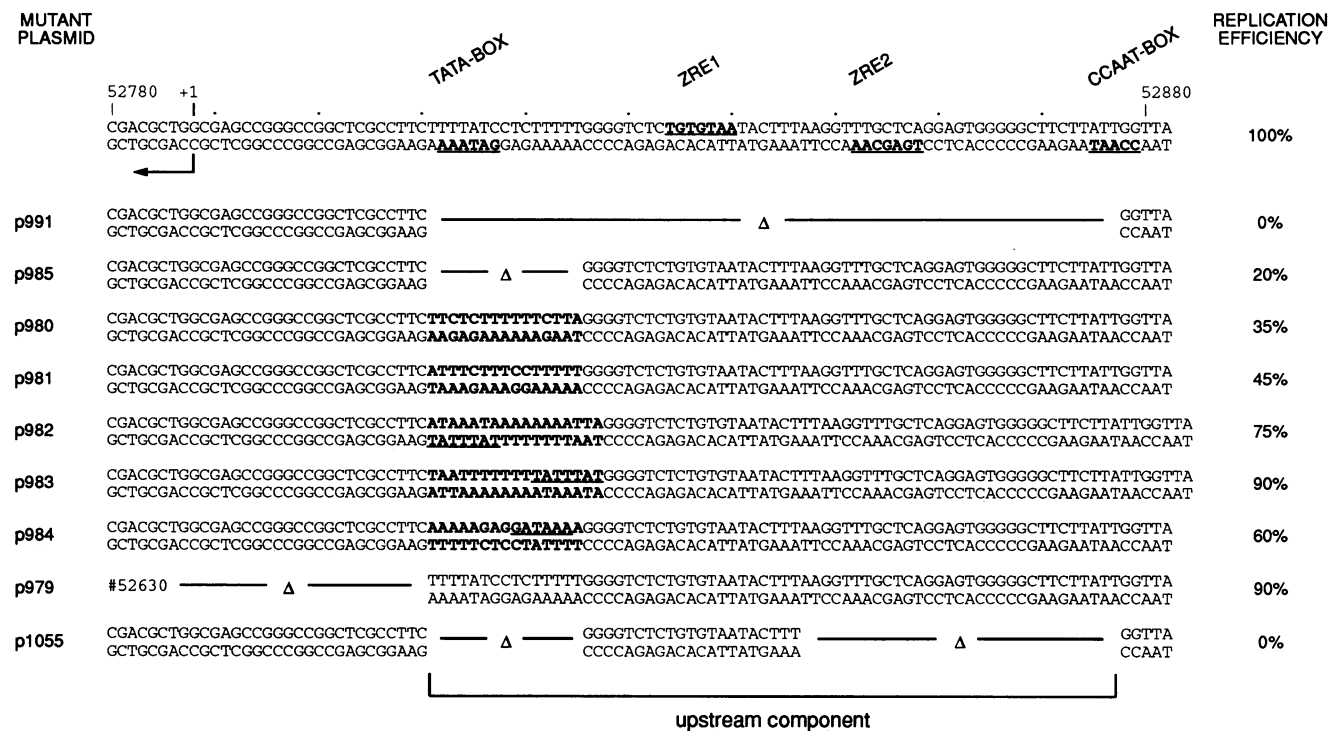 MUTANT
PLASMID
REPLICATION
EFFICIENCY
TATA-BOX
ZRE1
ZRE2
CCAAT-BOX
52780 +1 52880
CGACGCTGGCGAGCCGGGCCGGCTCGCCTTCTTTTATCCTCTTTTTGGGGTCTCTGTGTAATACTTTAAGGTTTGCTCAGGAGTGGGGGCTTCTTATTGGTTA
GCTGCGACCGCTCGGCCCGGCCGAGCGGAAGAAAATAGGAGAAAAACCCCAGAGACACATTATGAAATTCCAAACGAGTCCTCACCCCCGAAGAATAACCAAT
100%
p991
CGACGCTGGCGAGCCGGGCCGGCTCGCCTTC Δ GGTTA
GCTGCGACCGCTCGGCCCGGCCGAGCGGAAG CCAAT
0%
p985
CGACGCTGGCGAGCCGGGCCGGCTCGCCTTC Δ GGGGTCTCTGTGTAATACTTTAAGGTTTGCTCAGGAGTGGGGGCTTCTTATTGGTTA
GCTGCGACCGCTCGGCCCGGCCGAGCGGAAG CCCCAGAGACACATTATGAAATTCCAAACGAGTCCTCACCCCCGAAGAATAACCAAT
20%
p980
CGACGCTGGCGAGCCGGGCCGGCTCGCCTTCTTCTCTTTTTTCTTAGGGGTCTCTGTGTAATACTTTAAGGTTTGCTCAGGAGTGGGGGCTTCTTATTGGTTA
GCTGCGACCGCTCGGCCCGGCCGAGCGGAAGAAGAGAAAAAAGAATCCCCAGAGACACATTATGAAATTCCAAACGAGTCCTCACCCCCGAAGAATAACCAAT
35%
p981
CGACGCTGGCGAGCCGGGCCGGCTCGCCTTCATTTCTTTCCTTTTTGGGGTCTCTGTGTAATACTTTAAGGTTTGCTCAGGAGTGGGGGCTTCTTATTGGTTA
GCTGCGACCGCTCGGCCCGGCCGAGCGGAAGTAAAGAAAGGAAAAACCCCAGAGACACATTATGAAATTCCAAACGAGTCCTCACCCCCGAAGAATAACCAAT
45%
p982
CGACGCTGGCGAGCCGGGCCGGCTCGCCTTCATAAATAAAAAAAATTAGGGGTCTCTGTGTAATACTTTAAGGTTTGCTCAGGAGTGGGGGCTTCTTATTGGTTA
GCTGCGACCGCTCGGCCCGGCCGAGCGGAAGTATTTATTTTTTTTAATCCCCAGAGACACATTATGAAATTCCAAACGAGTCCTCACCCCCGAAGAATAACCAAT
75%
p983
CGACGCTGGCGAGCCGGGCCGGCTCGCCTTCTAATTTTTTTTATTTATGGGGTCTCTGTGTAATACTTTAAGGTTTGCTCAGGAGTGGGGGCTTCTTATTGGTTA
GCTGCGACCGCTCGGCCCGGCCGAGCGGAAGATTAAAAAAAATAAATACCCCAGAGACACATTATGAAATTCCAAACGAGTCCTCACCCCCGAAGAATAACCAAT
90%
p984
CGACGCTGGCGAGCCGGGCCGGCTCGCCTTCAAAAAGAGGATAAAAGGGGTCTCTGTGTAATACTTTAAGGTTTGCTCAGGAGTGGGGGCTTCTTATTGGTTA
GCTGCGACCGCTCGGCCCGGCCGAGCGGAAGTTTTTCTCCTATTTTCCCCAGAGACACATTATGAAATTCCAAACGAGTCCTCACCCCCGAAGAATAACCAAT
60%
p979
#52630 Δ TTTTATCCTCTTTTTGGGGTCTCTGTGTAATACTTTAAGGTTTGCTCAGGAGTGGGGGCTTCTTATTGGTTA
AAAATAGGAGAAAAACCCCAGAGACACATTATGAAATTCCAAACGAGTCCTCACCCCCGAAGAATAACCAAT
90%
p1055
CGACGCTGGCGAGCCGGGCCGGCTCGCCTTC Δ GGGGTCTCTGTGTAATACTTT Δ GGTTA
GCTGCGACCGCTCGGCCCGGCCGAGCGGAAG CCCCAGAGACACATTATGAAA CCAAT
0%
upstream component